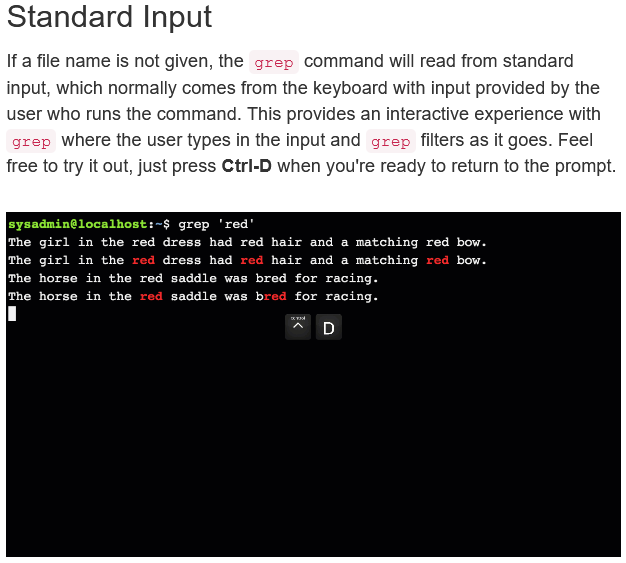 Standard Input
If a file name is not given, the grep command will read from standard
input, which normally comes from the keyboard with input provided by the
user who runs the command. This provides an interactive experience with
grep where the user types in the input and grep filters as it goes. Feel
free to try it out, just press Ctrl-D when you're ready to return to the prompt.
sysadmin@localhost:~$ grep 'red'
The girl in the red dress had red hair and a matching red bow.
The girl in the red dress had red hair and a matching red bow.
The horse in the red saddle was bred for racing.
The horse in the red saddle was bred for racing.
control
^ D